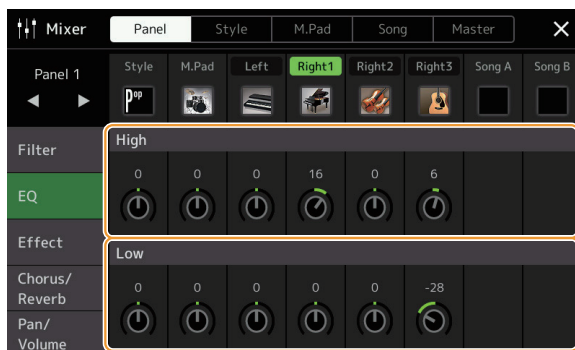 Mixer Panel Style M.Pad Song Master
Panel 1 Style M.Pad Left Right1 Right2 Right3 Song A Song B
Pop
Filter
EQ
Effect
Chorus/
Reverb
Pan/
Volume
High
0 0 0 16 0 6
Low
0 0 0 0 0 -28